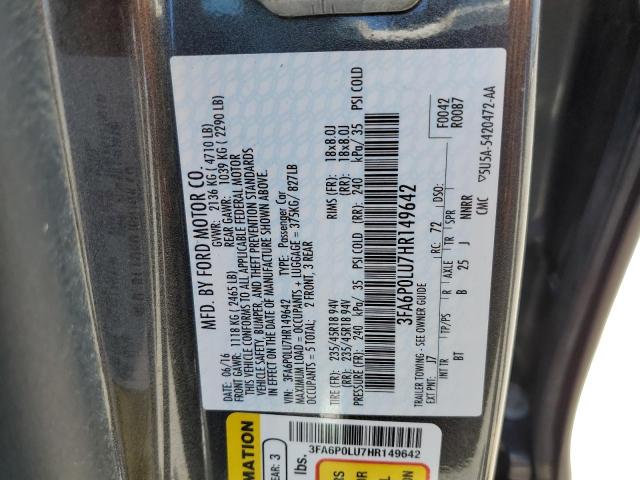 MFD. BY FORD MOTOR CO.
06/16 GVWR: 2136 KG ( 4710 LB)
FRONT GAWR: 1118 KG ( 2465 LB) REAR GAWR: 1039 KG ( 2290 LB)
THIS VEHICLE CONFORMS TO ALL APPLICABLE FEDERAL MOTOR
VEHICLE SAFETY, BUMPER, AND THEFT PREVENTION STANDARDS
IN EFFECT ON THE DATE OF MANUFACTURE SHOWN ABOVE.
VIN: 3FA6P0LU7HR149642 TYPE: Passenger Car
MAXIMUM LOAD = OCCUPANTS + LUGGAGE = 375KG/ 827LB
OCCUPANTS = 5 TOTAL: 2 FRONT, 3 REAR
TIRE (FR): 235/45R18 94V RIMS (FR): 18x8.0J
(RR): 235/45R18 94V (RR): 18x8.0J
PRESSURE (FR): 240 kPa/ 35 PSI COLD (RR): 240 kPa/ 35 PSI COLD
3FA6P0LU7HR149642
TRAILER TOWING - SEE OWNER GUIDE F0042
EXT PNT: J7 RC: 72 DSO: R0087
INT TR TP/PS R AXLE TR SPR
BT B 25 J NNRR
CMC ▽5U5A-5420472-AA
MATION
EAR: 3
lbs.
3FA6P0LU7HR149642